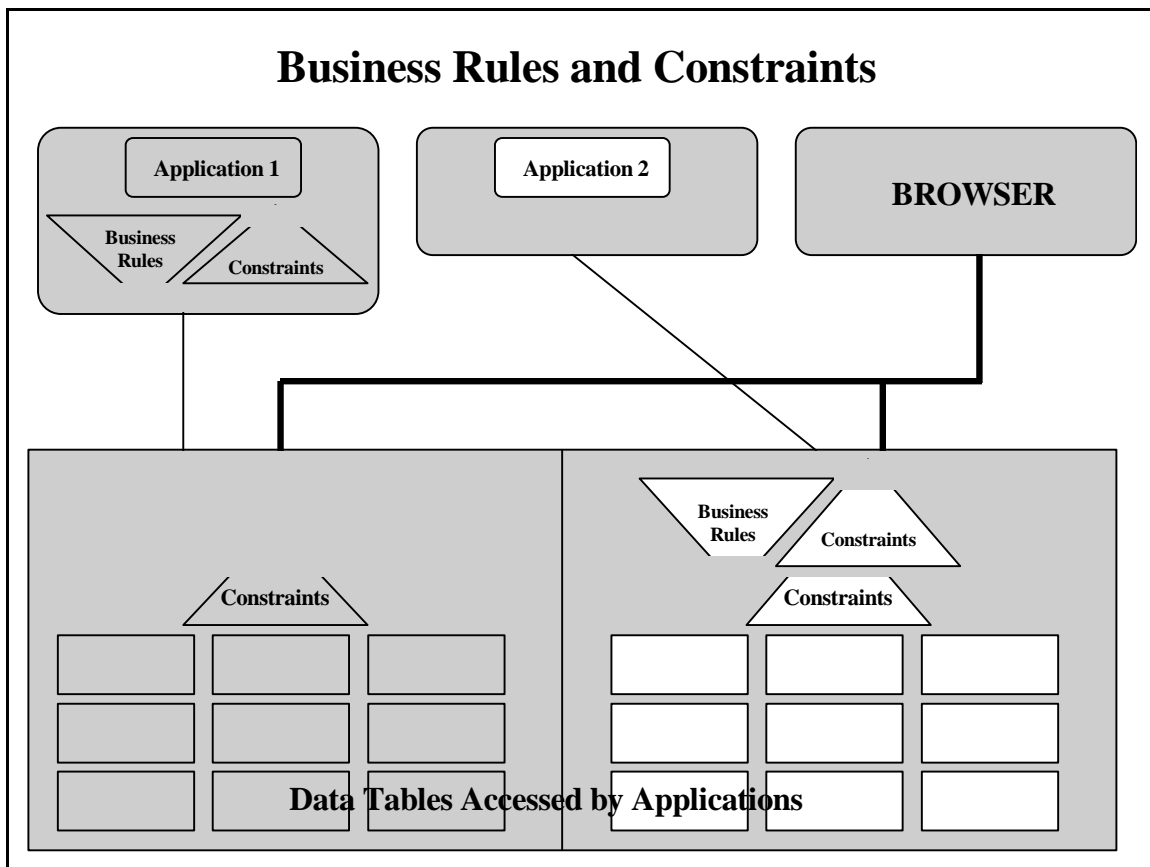 Business Rules and Constraints
Application 1
Application 2
BROWSER
Business
Rules
Constraints
Business
Rules
Constraints
Constraints
Constraints
Data Tables Accessed by Applications